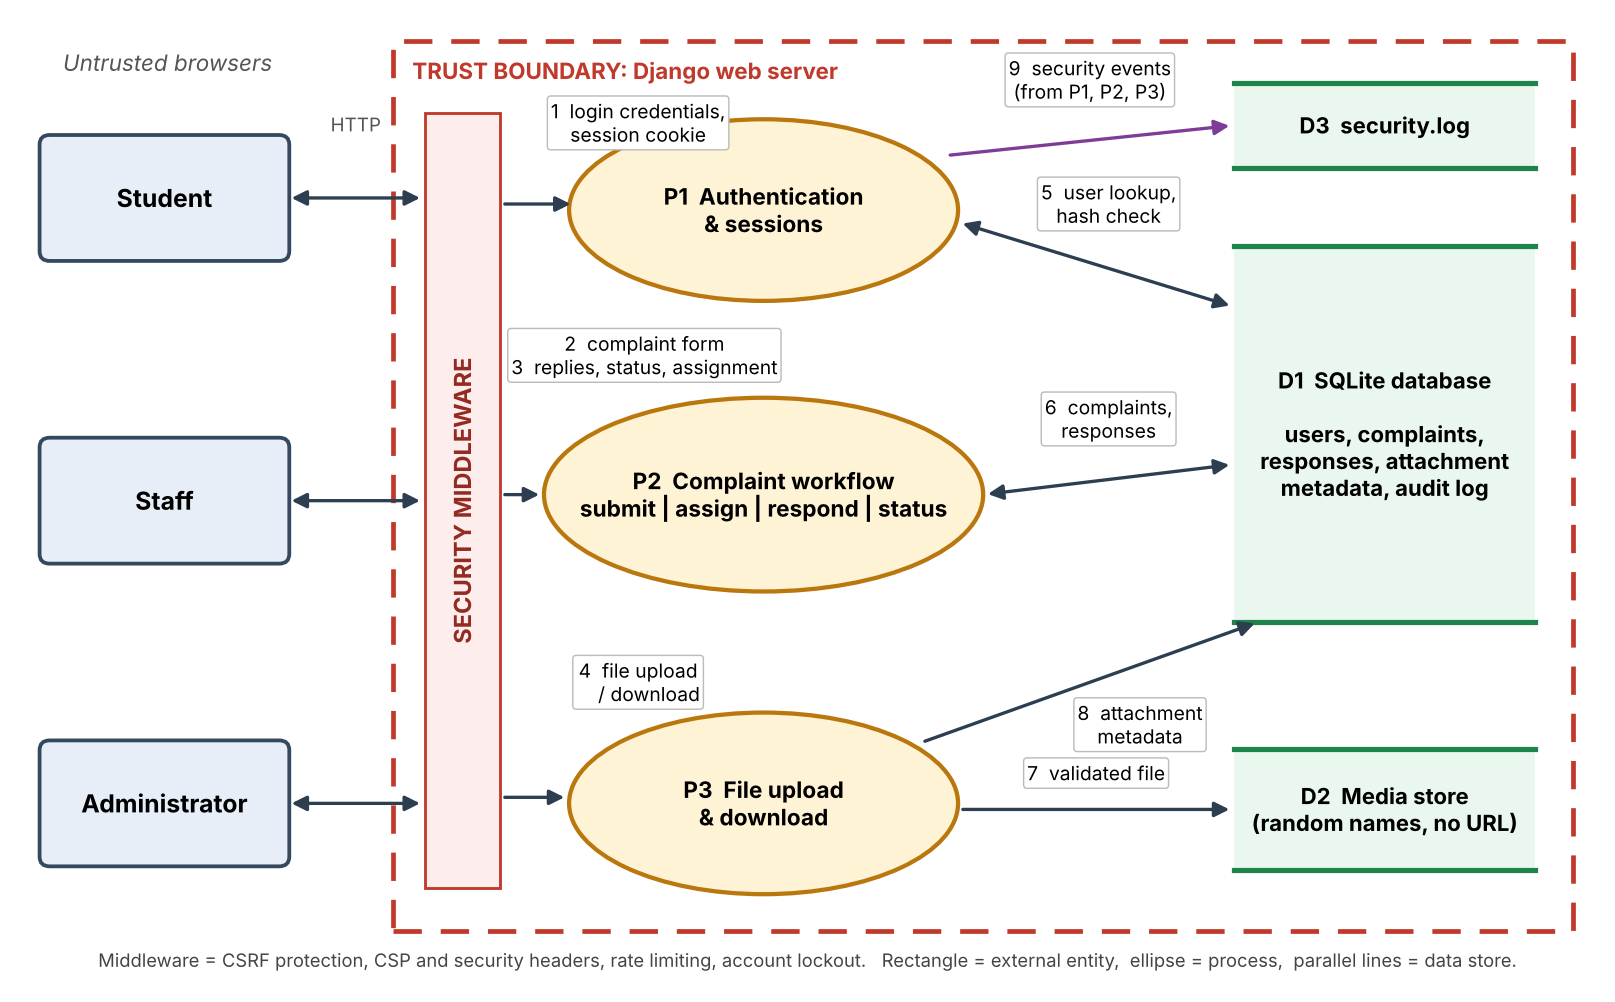 Untrusted browsers
TRUST BOUNDARY: Django web server
HTTP
Student
Staff
Administrator
SECURITY MIDDLEWARE
1 login credentials,
session cookie
P1 Authentication
& sessions
2 complaint form
3 replies, status, assignment
P2 Complaint workflow
submit | assign | respond | status
4 file upload
/ download
P3 File upload
& download
9 security events
(from P1, P2, P3)
5 user lookup,
hash check
6 complaints,
responses
8 attachment
metadata
7 validated file
D3 security.log
D1 SQLite database
users, complaints,
responses, attachment
metadata, audit log
D2 Media store
(random names, no URL)
Middleware = CSRF protection, CSP and security headers, rate limiting, account lockout. Rectangle = external entity, ellipse = process, parallel lines = data store.